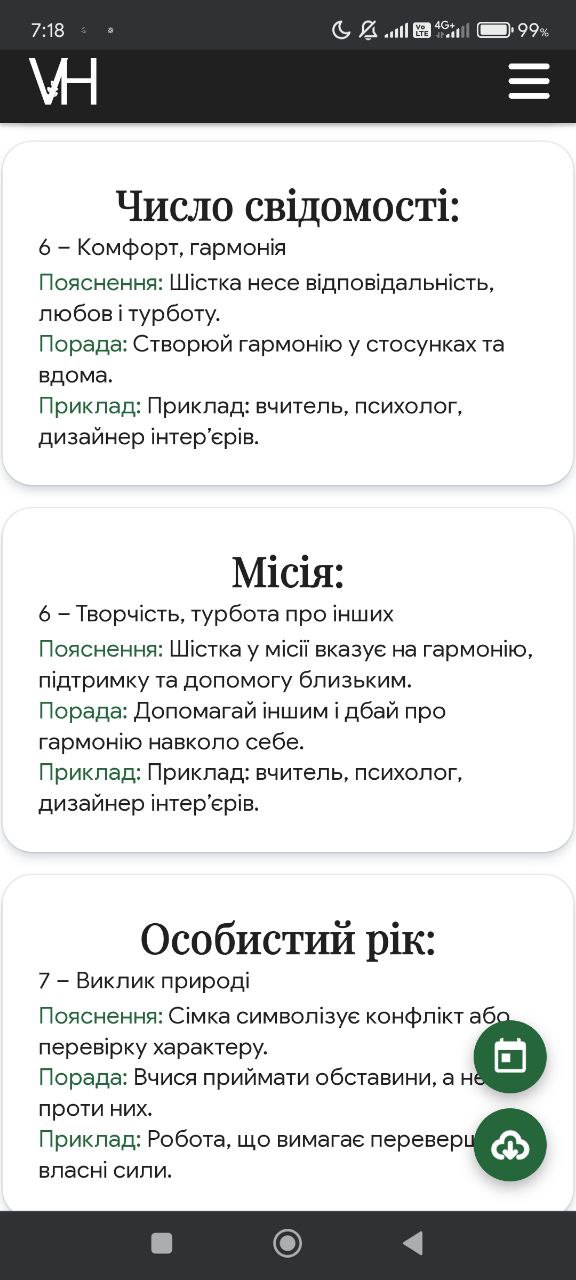 7:18
Vo LTE 4G+ 99%
VH
Число свідомості:
6 – Комфорт, гармонія
Пояснення: Шістка несе відповідальність,
любов і турботу.
Порада: Створюй гармонію у стосунках та
вдома.
Приклад: Приклад: вчитель, психолог,
дизайнер інтер’єрів.
Місія:
6 – Творчість, турбота про інших
Пояснення: Шістка у місії вказує на гармонію,
підтримку та допомогу близьким.
Порада: Допомагай іншим і дбай про
гармонію навколо себе.
Приклад: Приклад: вчитель, психолог,
дизайнер інтер’єрів.
Особистий рік:
7 – Виклик природі
Пояснення: Сімка символізує конфлікт або
перевірку характеру.
Порада: Вчися приймати обставини, а не
проти них.
Приклад: Робота, що вимагає
власні сили.